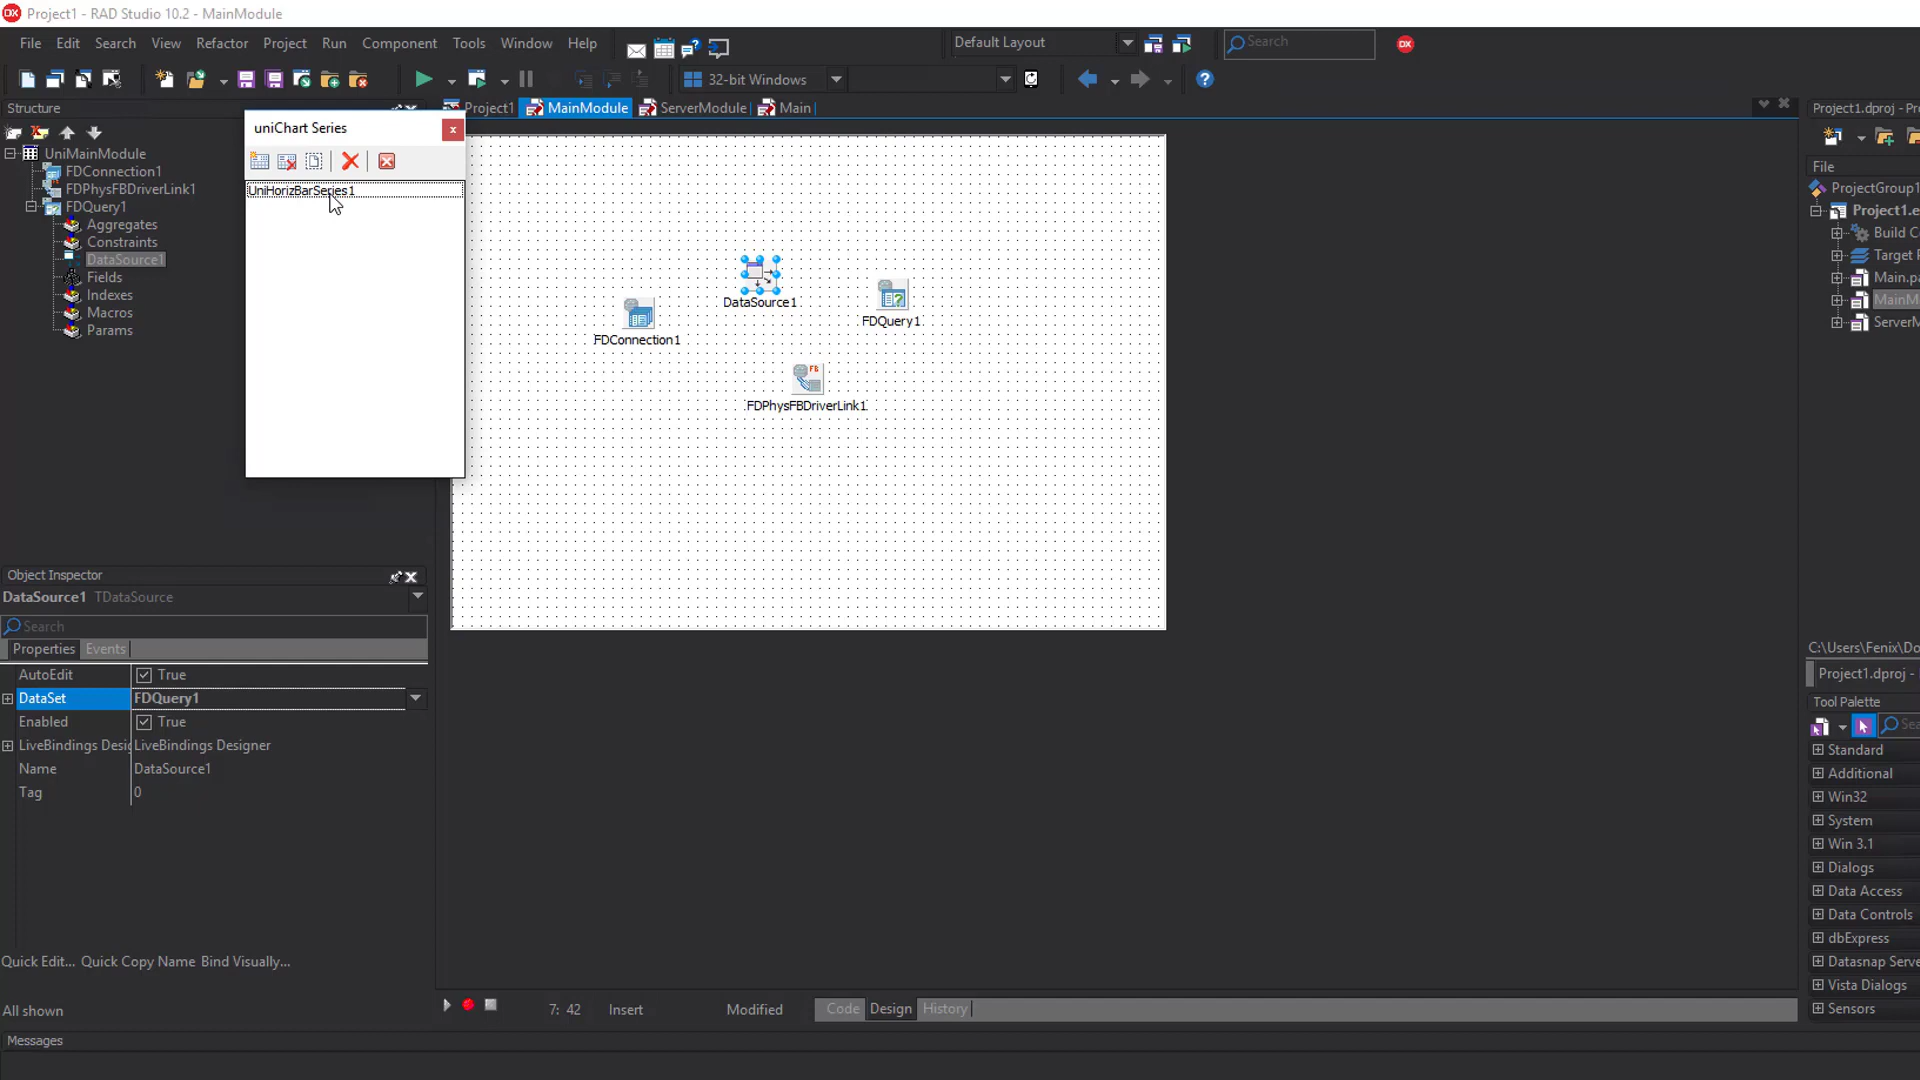 Project1 - RAD Studio 10.2 - MainModule
File Edit Search View Refactor Project Run Component Tools Window Help
Default Layout
Search
32-bit Windows
Structure
UniMainModule
FDConnection1
FDPhysFBDriverLink1
FDQuery1
Aggregates
Constraints
DataSource1
Fields
Indexes
Macros
Params
uniChart Series
UniHorizBarSeries1
Project1 MainModule ServerModule Main
DataSource1
FDQuery1
FDConnection1
FB
FDPhysFBDriverLink1
Object Inspector
DataSource1 TDataSource
Search
Properties Events
AutoEdit True
DataSet FDQuery1
Enabled True
LiveBindings Desig LiveBindings Designer
Name DataSource1
Tag 0
Quick Edit... Quick Copy Name Bind Visually...
All shown
7: 42 Insert Modified Code Design History
Messages
Project1.dproj - Pr
File
ProjectGroup1
Project1.e
Build Co
Target P
Main.pa
MainM
ServerM
C:\Users\Fenix\Do
Project1.dproj -
Tool Palette
Sea
Standard
Additional
Win32
System
Win 3.1
Dialogs
Data Access
Data Controls
dbExpress
Datasnap Serve
Vista Dialogs
Sensors